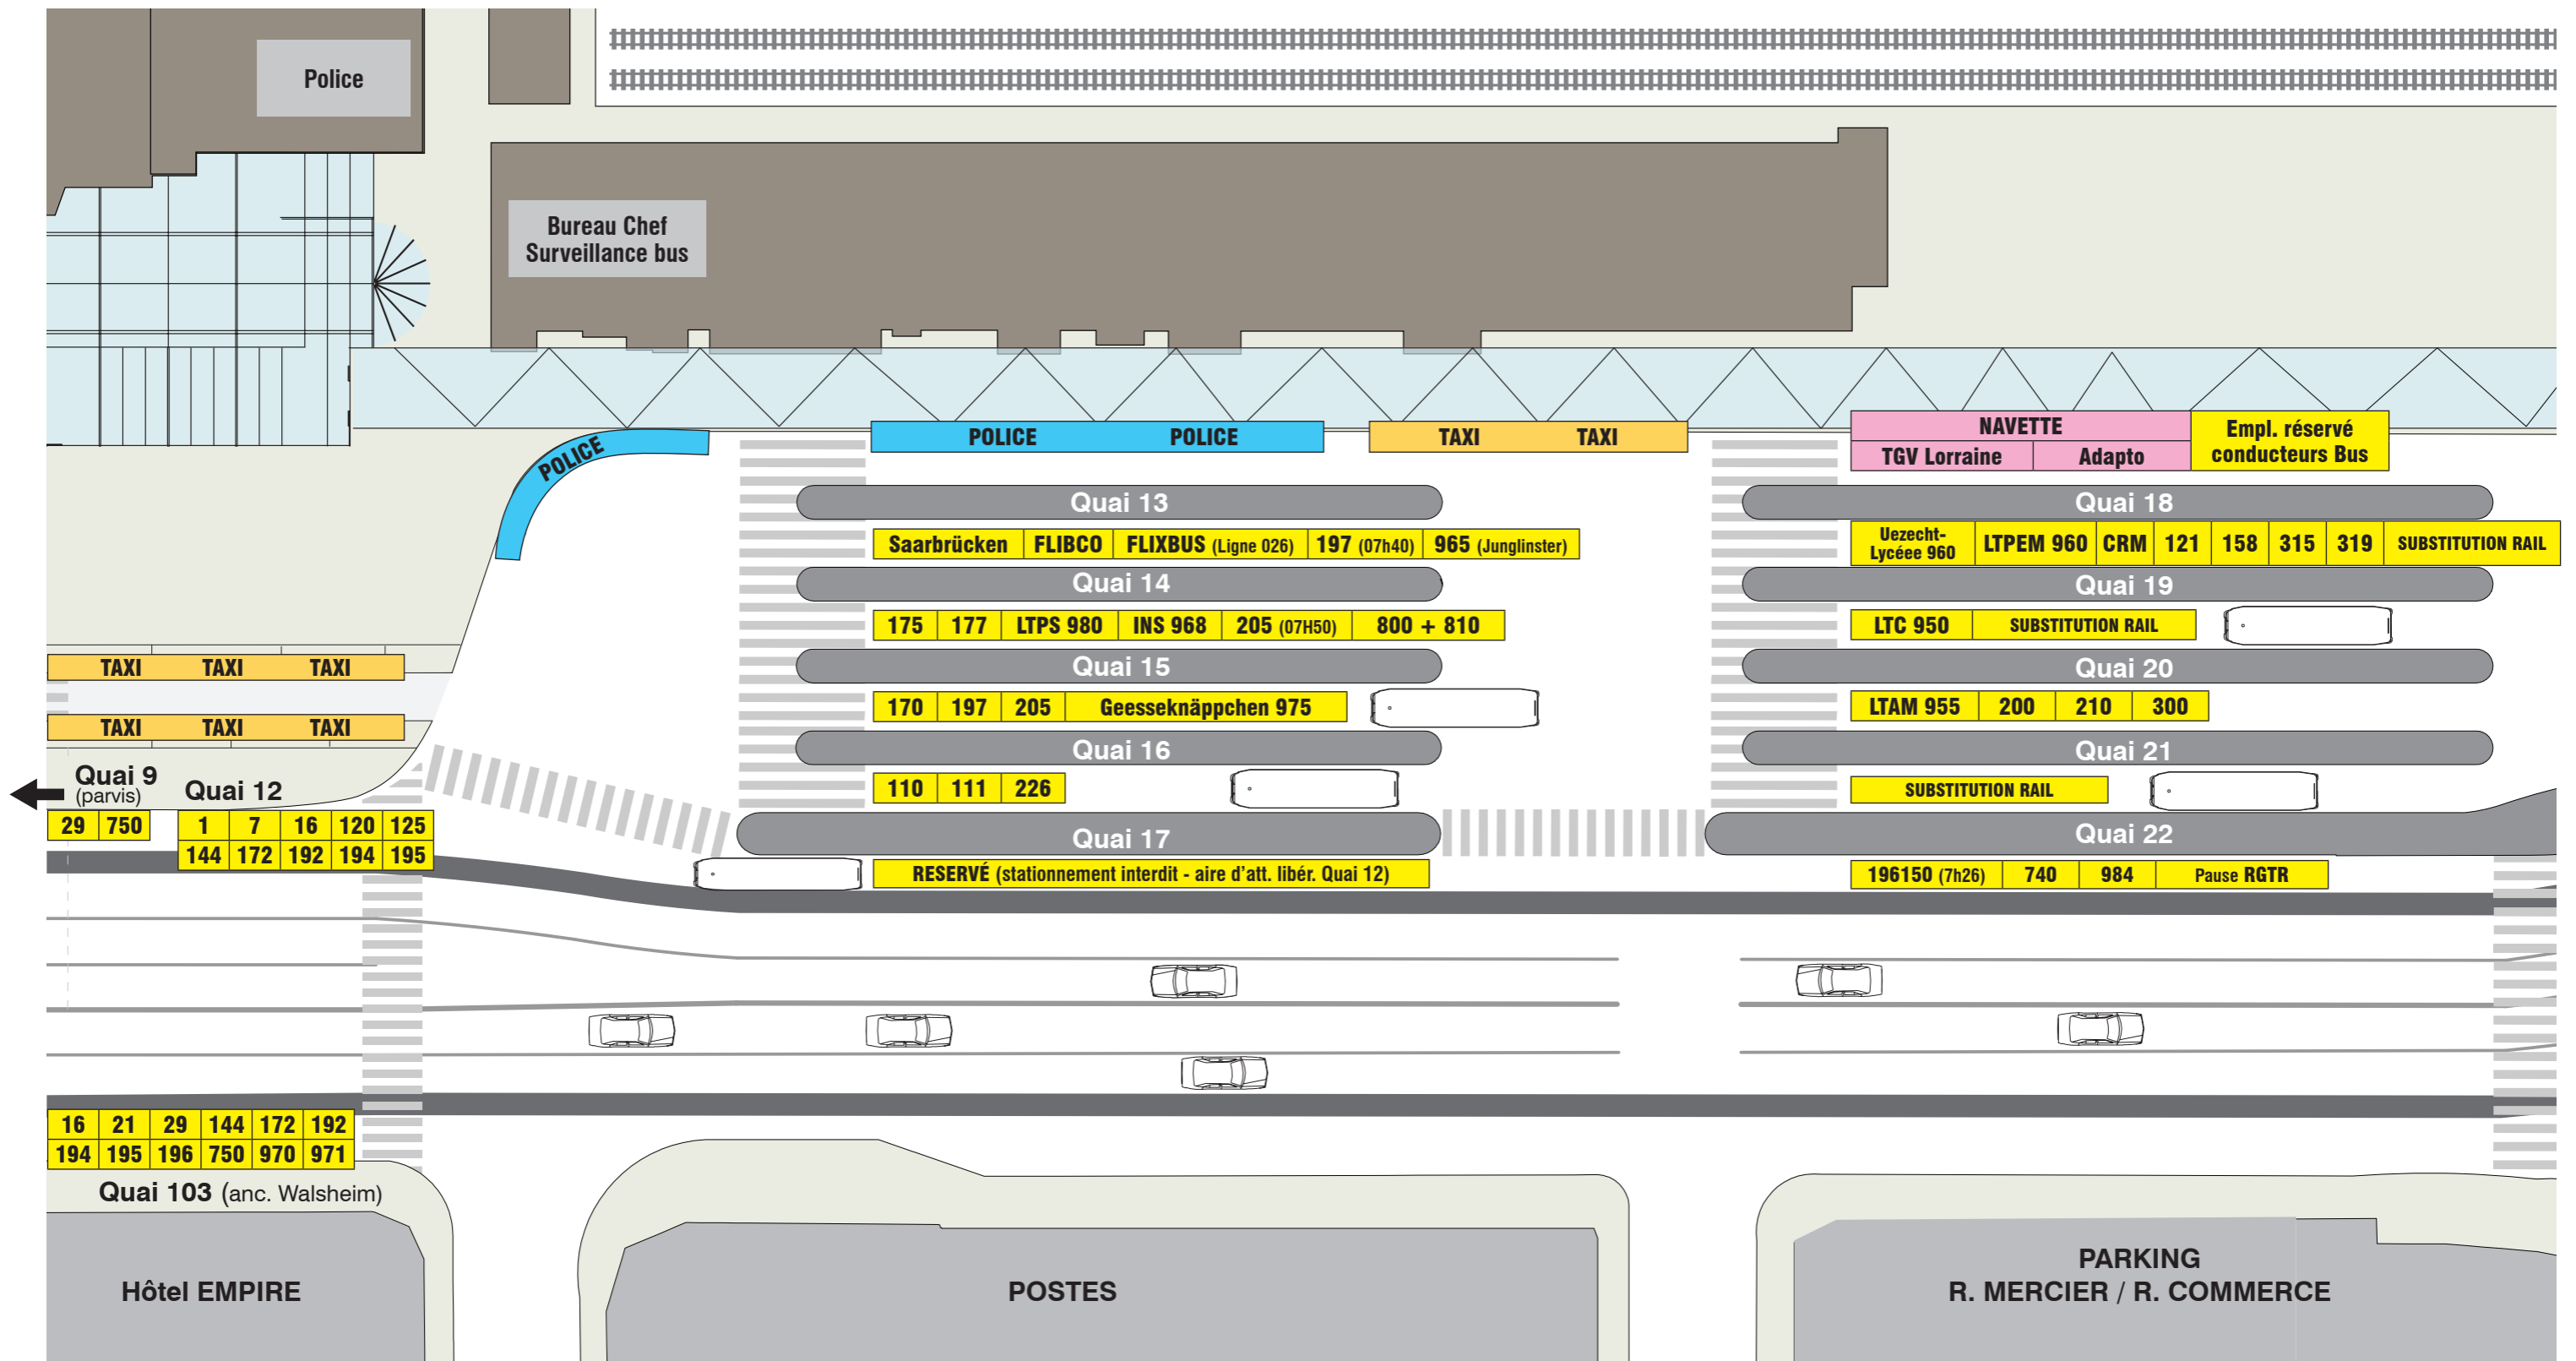 Police
Bureau Chef
Surveillance bus
POLICE
POLICE POLICE
TAXI TAXI
NAVETTE
TGV Lorraine Adapto
Empl. réservé
conducteurs Bus
Quai 13
Saarbrücken FLIBCO FLIXBUS (Ligne 026) 197 (07h40) 965 (Junglinster)
Quai 14
175 177 LTPS 980 INS 968 205 (07H50) 800 + 810
Quai 15
170 197 205 Geesseknäppchen 975
Quai 16
110 111 226
Quai 17
RESERVÉ (stationnement interdit - aire d'att. libér. Quai 12)
Quai 18
Uezecht-
Lycéee 960
LTPEM 960 CRM 121 158 315 319 SUBSTITUTION RAIL
Quai 19
LTC 950 SUBSTITUTION RAIL
Quai 20
LTAM 955 200 210 300
Quai 21
SUBSTITUTION RAIL
Quai 22
196150 (7h26) 740 984 Pause RGTR
TAXI TAXI TAXI
TAXI TAXI TAXI
Quai 9
(parvis)
29 750
Quai 12
1 7 16 120 125
144 172 192 194 195
16 21 29 144 172 192
194 195 196 750 970 971
Quai 103 (anc. Walsheim)
Hôtel EMPIRE
POSTES
PARKING
R. MERCIER / R. COMMERCE